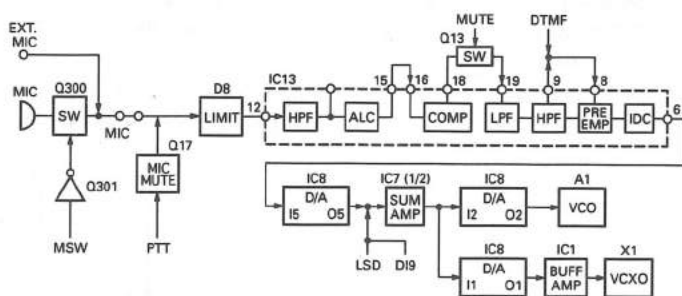 EXT.
MIC
MIC
Q300
SW
MIC
Q301
MSW
Q17
MIC
MUTE
PTT
D8
LIMIT
12
IC13
HPF
ALC
15
16
COMP
18
MUTE
Q13
SW
19
LPF
DTMF
9
HPF
8
PRE
EMP
IDC
6
IC8
D/A
I5
O5
LSD
DI9
IC7 (1/2)
SUM
AMP
IC8
D/A
I2
O2
A1
VCO
IC8
D/A
I1
O1
IC1
BUFF
AMP
X1
VCXO